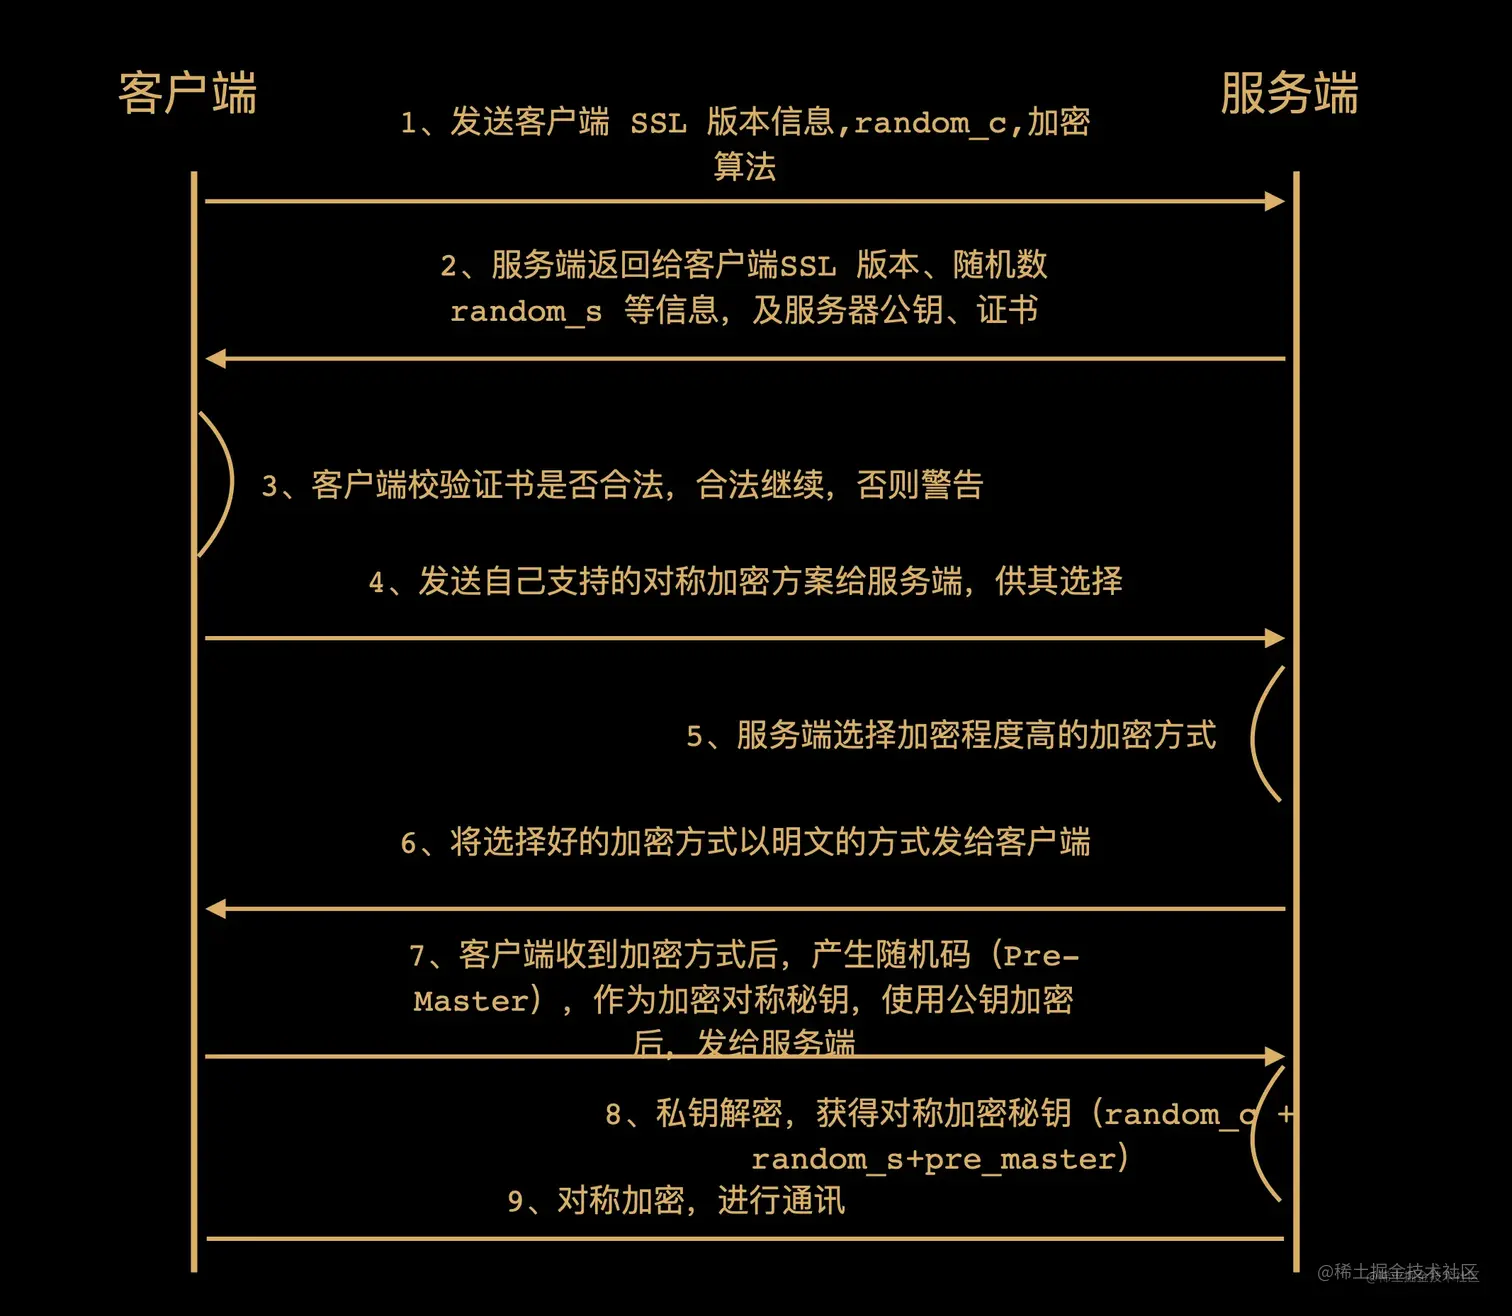 客户端
服务端
1、发送客户端 SSL 版本信息,random_c,加密
算法
2、服务端返回给客户端SSL 版本、随机数
random_s 等信息，及服务器公钥、证书
3、客户端校验证书是否合法，合法继续，否则警告
4、发送自己支持的对称加密方案给服务端，供其选择
5、服务端选择加密程度高的加密方式
6、将选择好的加密方式以明文的方式发给客户端
7、客户端收到加密方式后，产生随机码（Pre-
Master），作为加密对称秘钥，使用公钥加密
后，发给服务端
8、私钥解密，获得对称加密秘钥（random_c +
random_s+pre_master）
9、对称加密，进行通讯
@稀土掘金技术社区
@稀土掘金技术社区